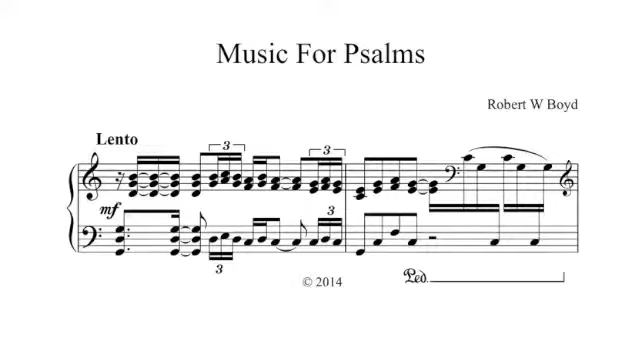 Music For Psalms
Robert W Boyd
Lento
3
3
mf
3
3
© 2014
Ped.